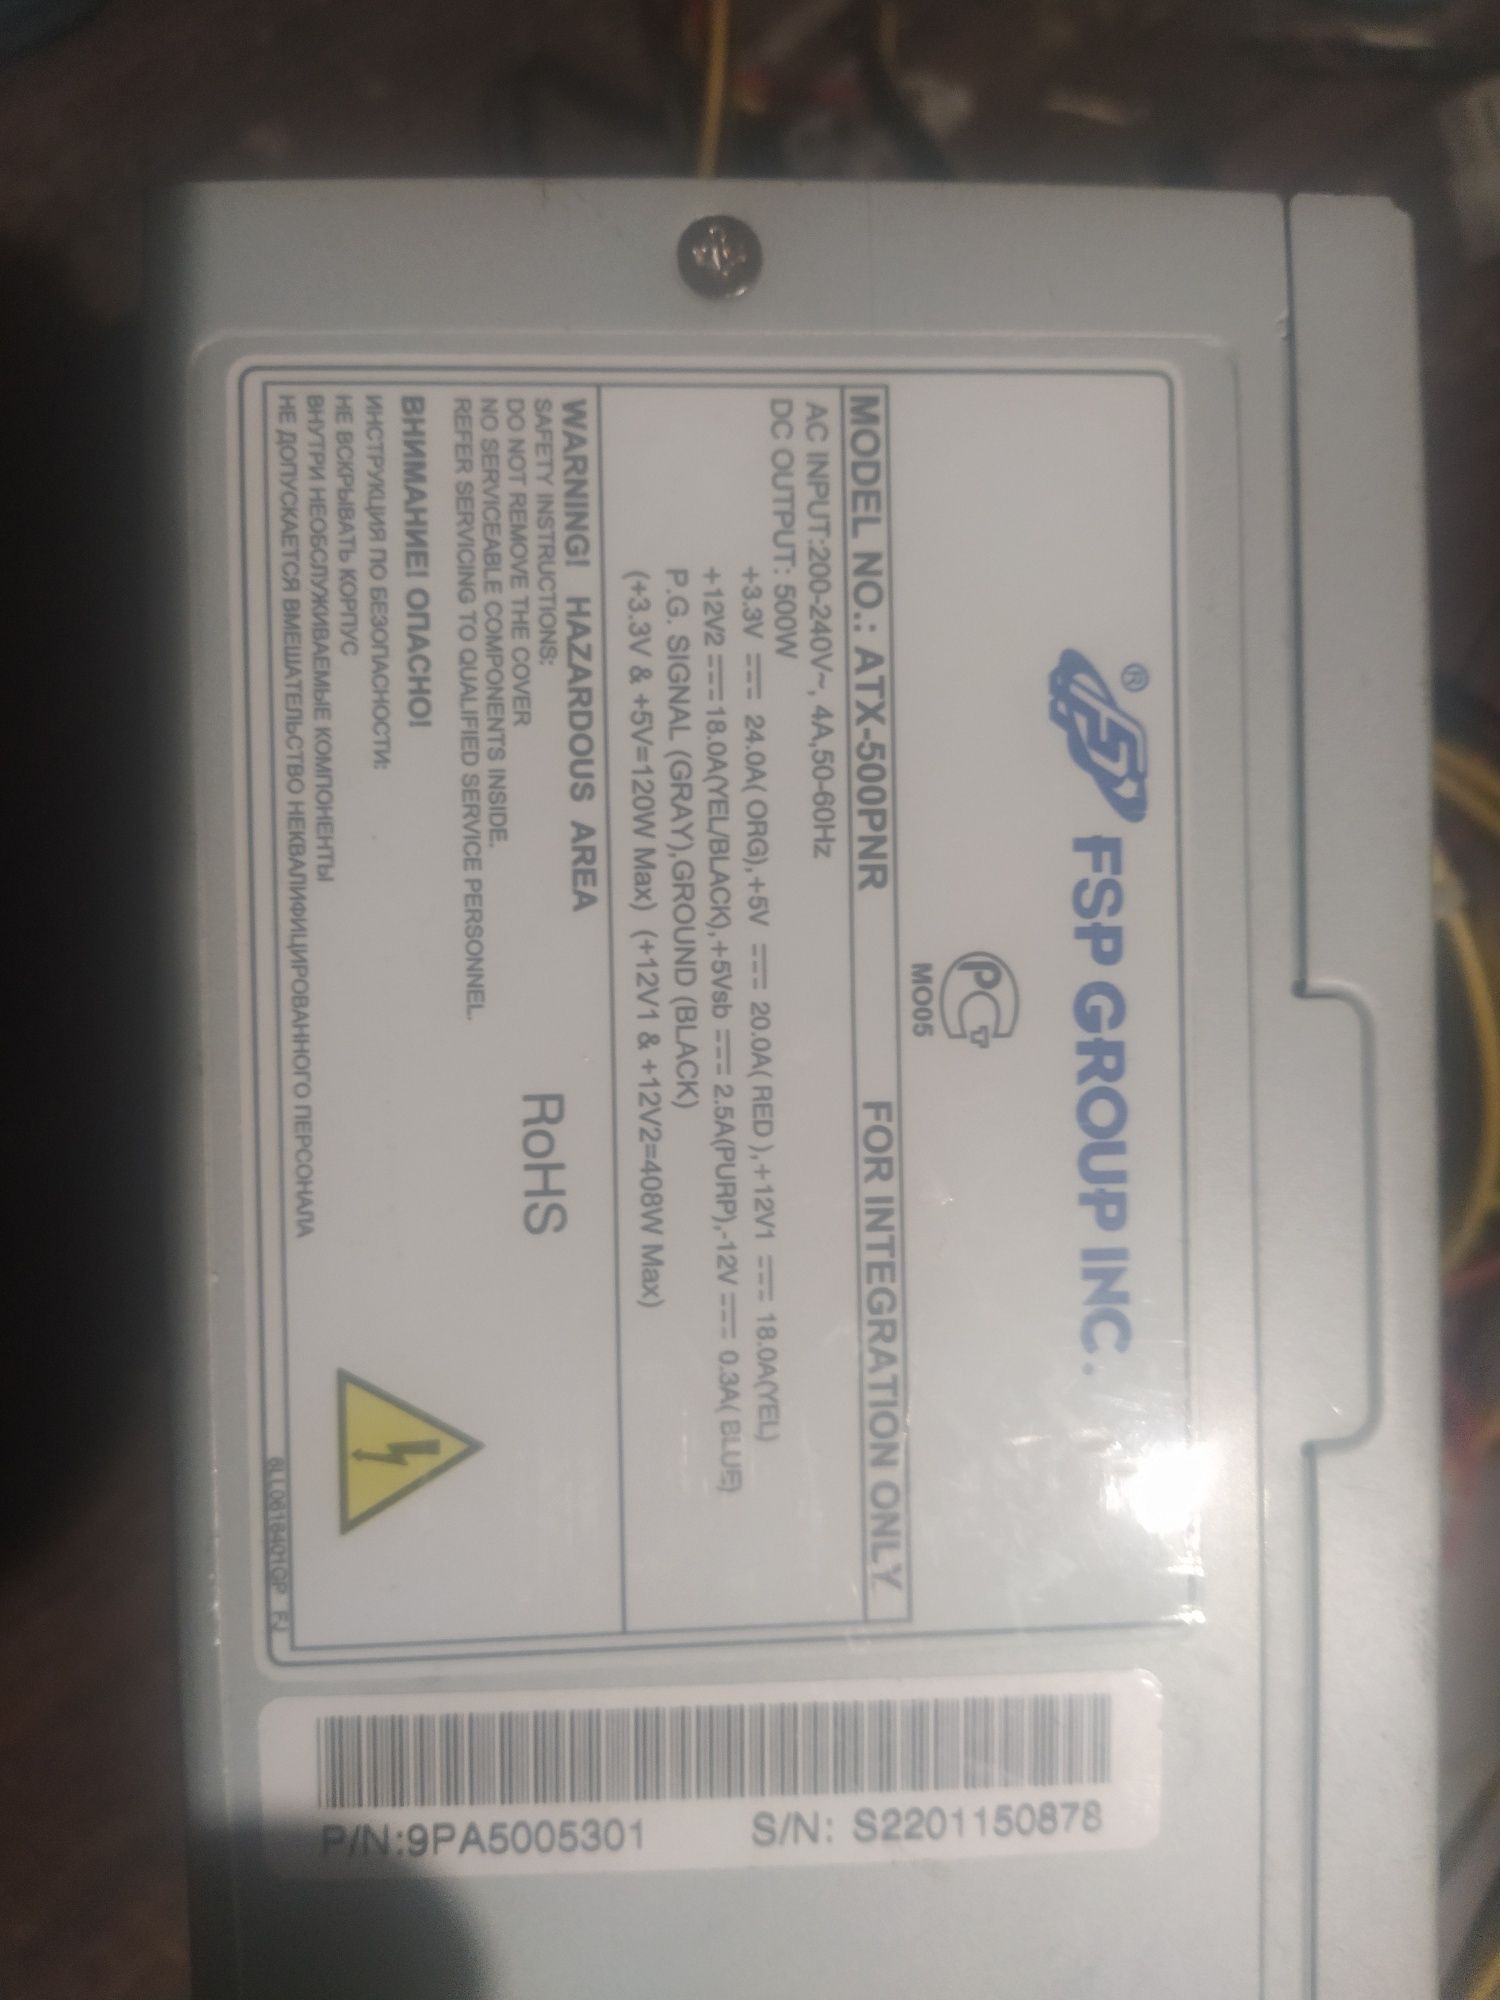 ® FSP GROUP INC.
РСТ
МО05
MODEL NO.: ATX-500PNR FOR INTEGRATION ONLY
AC INPUT:200-240V~, 4A,50-60Hz
DC OUTPUT: 500W
+3.3V ⎓ 24.0A( ORG),+5V ⎓ 20.0A( RED ),+12V1 ⎓ 18.0A(YEL)
+12V2 ⎓ 18.0A(YEL/BLACK),+5Vsb ⎓ 2.5A(PURP),-12V ⎓ 0.3A( BLUE)
P.G. SIGNAL (GRAY),GROUND (BLACK)
(+3.3V & +5V=120W Max) (+12V1 & +12V2=408W Max)
WARNING! HAZARDOUS AREA
SAFETY INSTRUCTIONS:
DO NOT REMOVE THE COVER
NO SERVICEABLE COMPONENTS INSIDE.
REFER SERVICING TO QUALIFIED SERVICE PERSONNEL.
RoHS
ВНИМАНИЕ! ОПАСНО!
ИНСТРУКЦИЯ ПО БЕЗОПАСНОСТИ:
НЕ ВСКРЫВАТЬ КОРПУС
ВНУТРИ НЕОБСЛУЖИВАЕМЫЕ КОМПОНЕНТЫ
НЕ ДОПУСКАЕТСЯ ВМЕШАТЕЛЬСТВО НЕКВАЛИФИЦИРОВАННОГО ПЕРСОНАЛА
P/N:9PA5005301 S/N: S2201150878